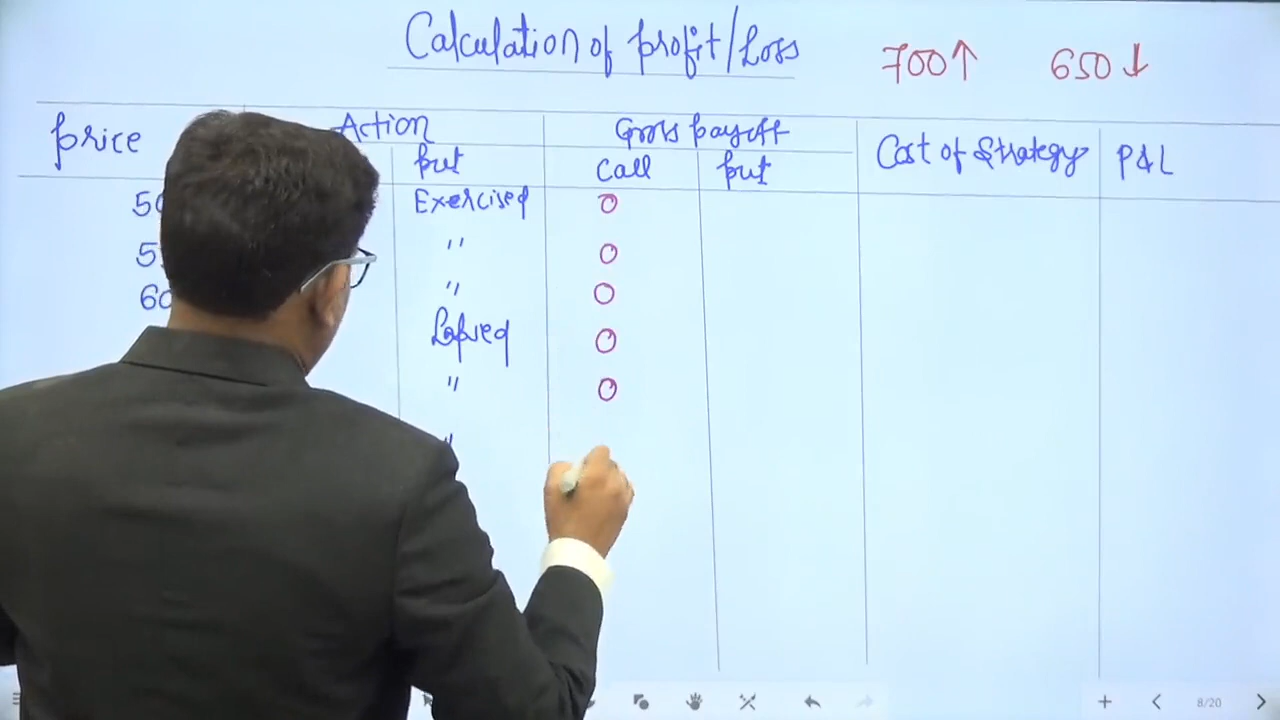 Calculation of profit/Loss 700↑ 650↓
price Action Gross payoff Cost of Strategy P&L
put Call put
Exercised 0
" 0
60 " 0
Lapsed 0
" 0
"
8/20